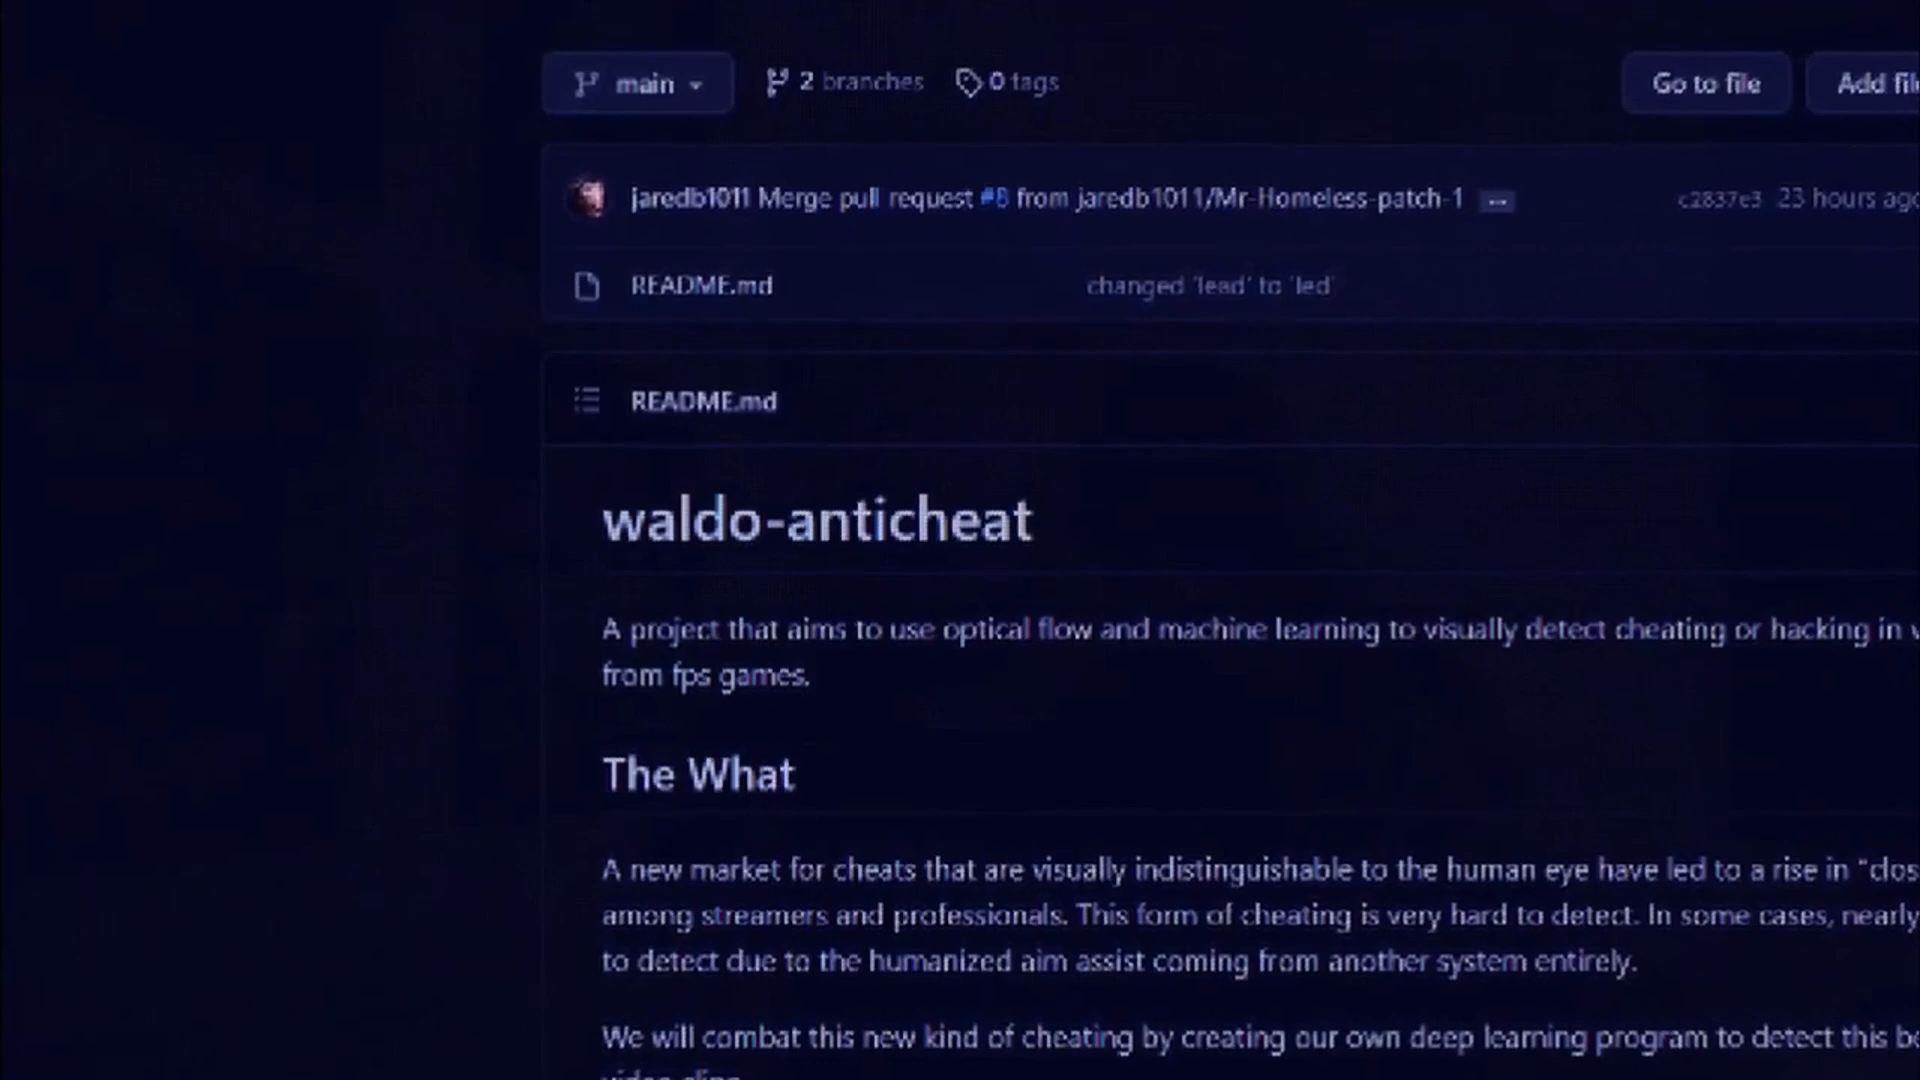 main 2 branches 0 tags Go to file Add
jaredb1011 Merge pull request #8 from jaredb1011/Mr-Homeless-patch-1 ... c2837e3 23 hours ago
README.md changed 'lead' to 'led'
README.md
waldo-anticheat
A project that aims to use optical flow and machine learning to visually detect cheating or hacking in
from fps games.
The What
A new market for cheats that are visually indistinguishable to the human eye have led to a rise in
among streamers and professionals. This form of cheating is very hard to detect. In some cases, nearly
to detect due to the humanized aim assist coming from another system entirely.
We will combat this new kind of cheating by creating our own deep learning program to detect this